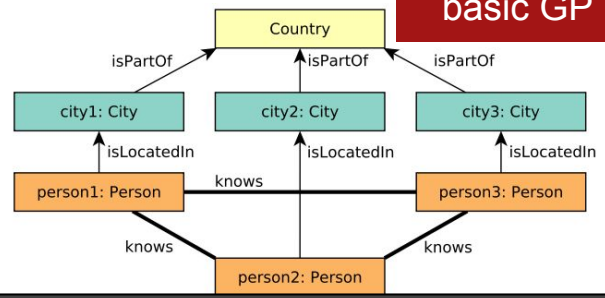 basic GP
Country
isPartOf
isPartOf
isPartOf
city1: City
city2: City
city3: City
isLocatedIn
isLocatedIn
isLocatedIn
person1: Person
knows
person3: Person
knows
knows
person2: Person